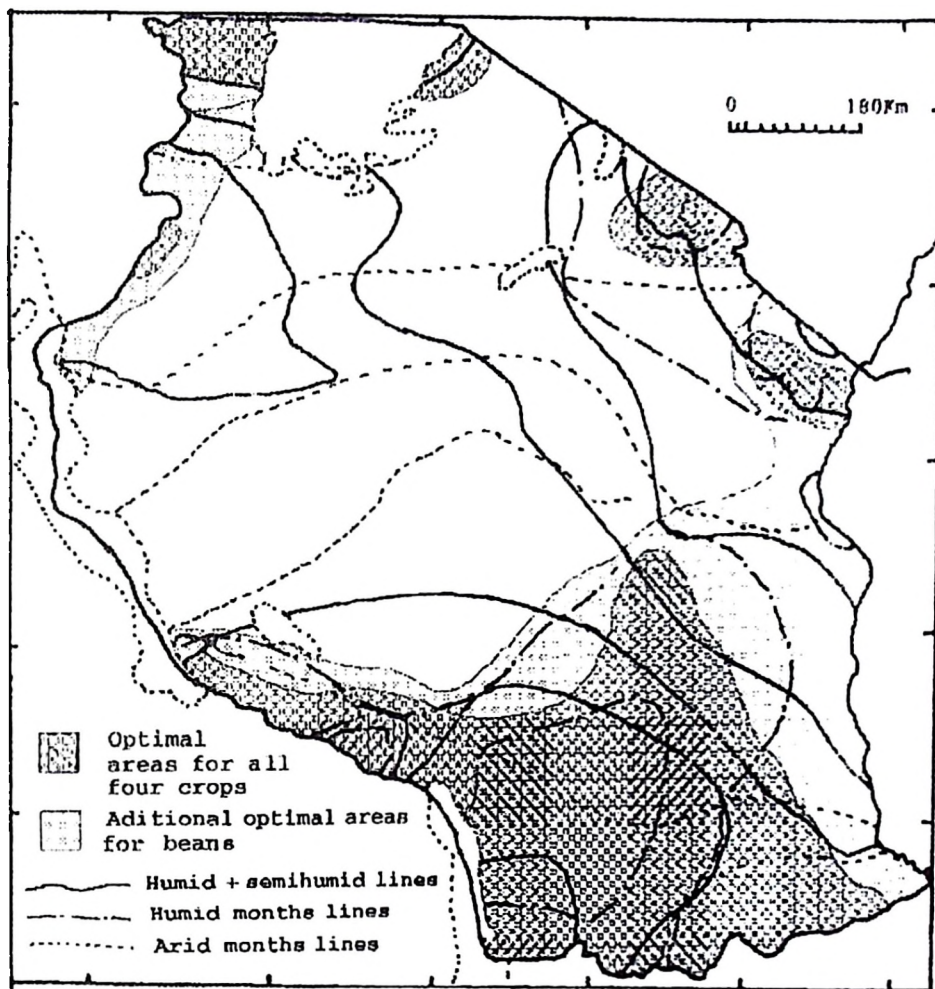 0 180Km
Optimal
areas for all
four crops
Aditional optimal areas
for beans
Humid + semihumid lines
Humid months lines
Arid months lines